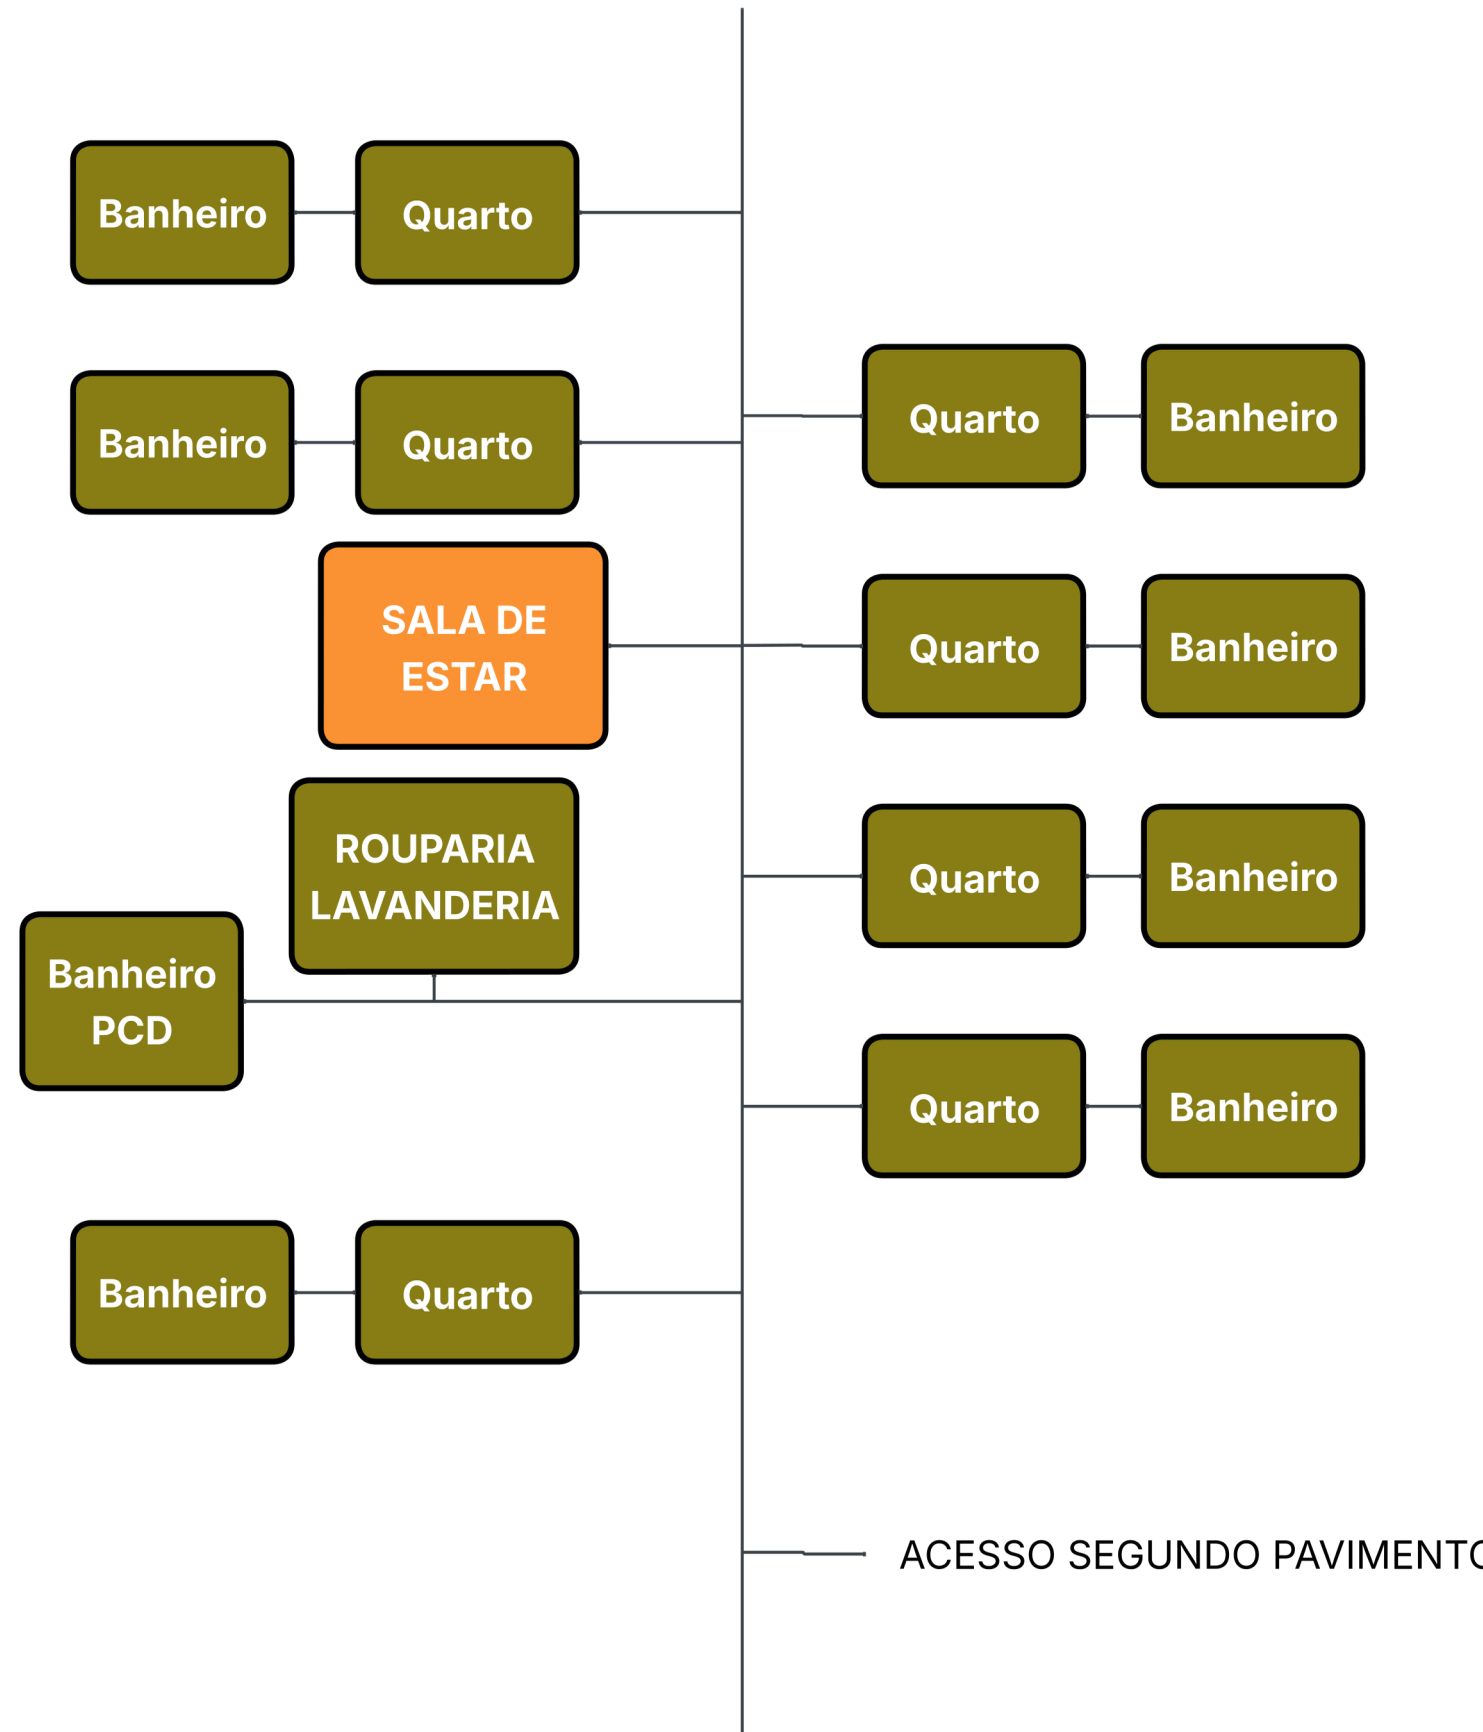 Banheiro
Quarto
Banheiro
Quarto
Quarto
Banheiro
SALA DE
ESTAR
Quarto
Banheiro
ROUPARIA
LAVANDERIA
Quarto
Banheiro
Banheiro
PCD
Quarto
Banheiro
Banheiro
Quarto
ACESSO SEGUNDO PAVIMENTO